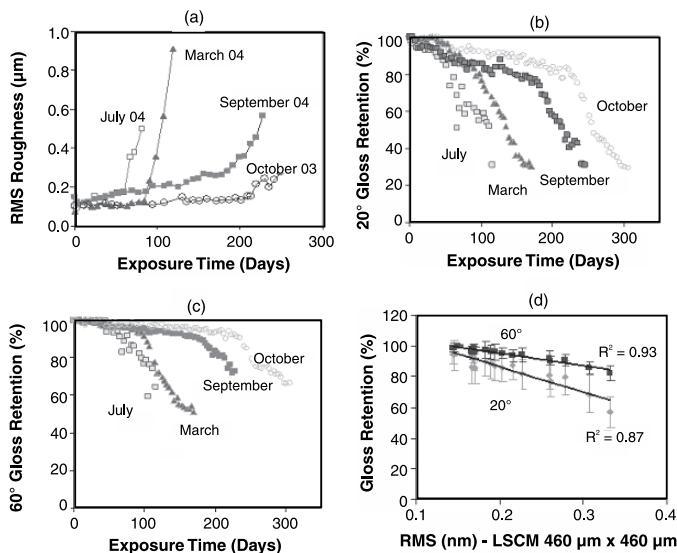 (a)
RMS Roughness (µm)
1.0
0.8
0.6
0.4
0.2
0.0
0
100
200
300
March 04
July 04
September 04
October 03
Exposure Time (Days)
(b)
20° Gloss Retention (%)
100
80
60
40
20
0
0
100
200
300
October
July
March
September
Exposure Time (Days)
(c)
60° Gloss Retention (%)
100
80
60
40
20
0
0
100
200
300
October
September
July
March
Exposure Time (Days)
(d)
Gloss Retention (%)
120
100
80
60
40
20
0
0.1
0.2
0.3
0.4
60°
R² = 0.93
20°
R² = 0.87
RMS (nm) - LSCM 460 µm x 460 µm